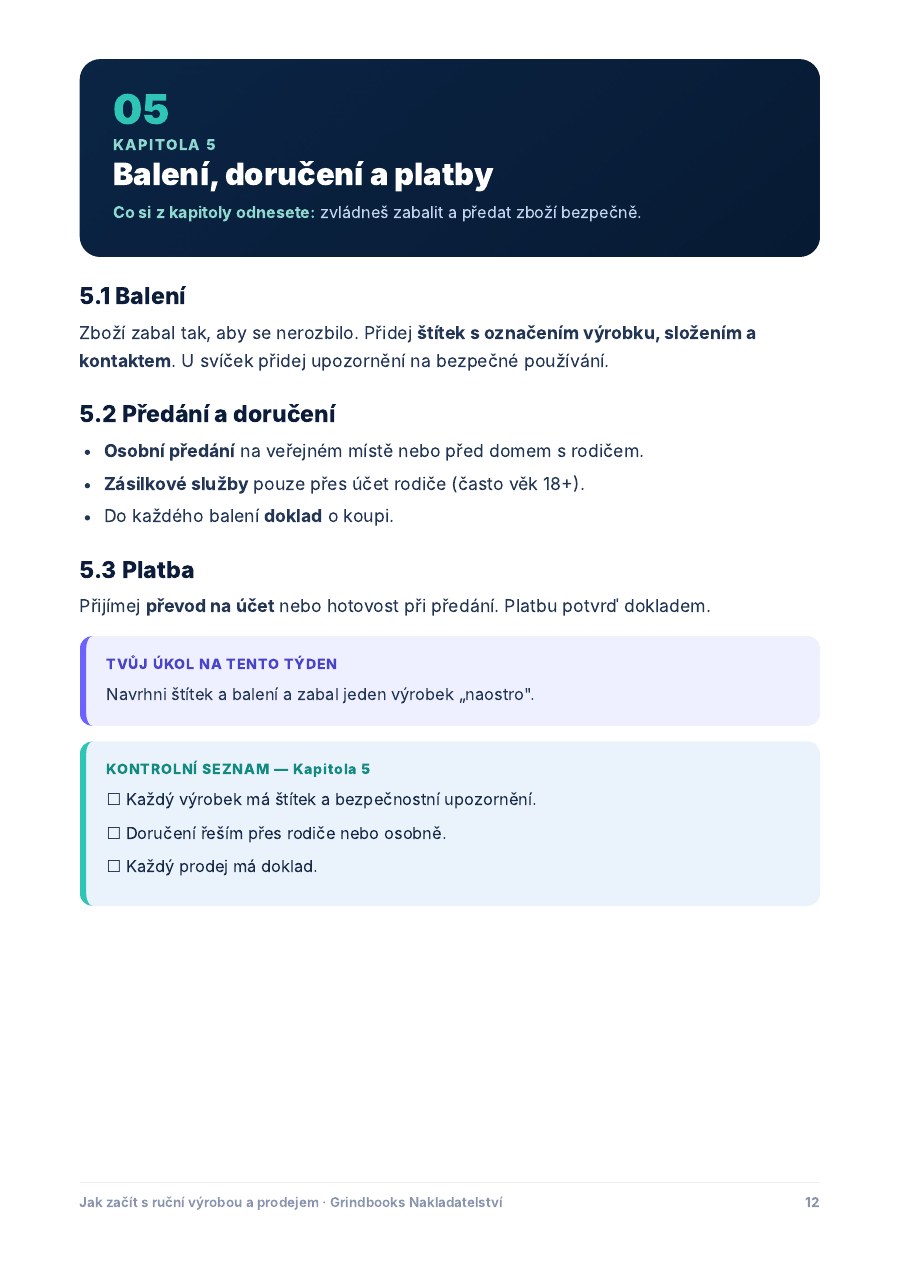 05
KAPITOLA 5
Balení, doručení a platby
Co si z kapitoly odnesete: zvládneš zabalit a předat zboží bezpečně.
5.1 Balení
Zboží zabal tak, aby se nerozbilo. Přidej štítek s označením výrobku, složením a
kontaktem. U svíček přidej upozornění na bezpečné používání.
5.2 Předání a doručení
• Osobní předání na veřejném místě nebo před domem s rodičem.
• Zásilkové služby pouze přes účet rodiče (často věk 18+).
• Do každého balení doklad o koupi.
5.3 Platba
Přijímej převod na účet nebo hotovost při předání. Platbu potvrď dokladem.
TVŮJ ÚKOL NA TENTO TÝDEN
Navrhni štítek a balení a zabal jeden výrobek „naostro".
KONTROLNÍ SEZNAM — Kapitola 5
☐ Každý výrobek má štítek a bezpečnostní upozornění.
☐ Doručení řeším přes rodiče nebo osobně.
☐ Každý prodej má doklad.
Jak začít s ruční výrobou a prodejem · Grindbooks Nakladatelství 12